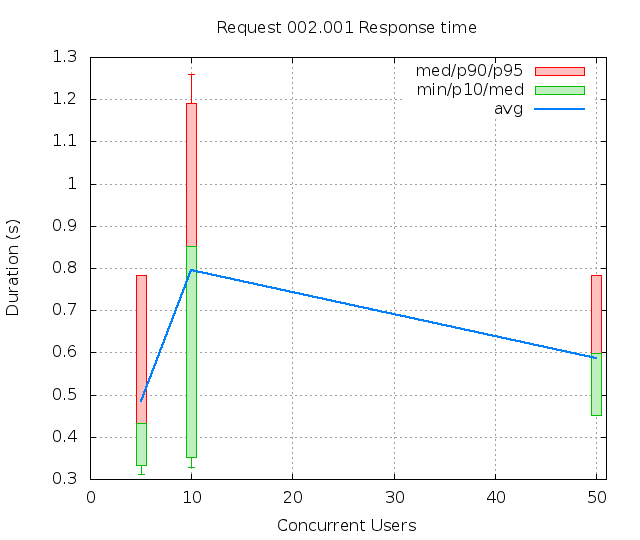 Request 002.001 Response time
1.3
1.2
1.1
1
0.9
0.8
0.7
0.6
0.5
0.4
0.3
Duration (s)
med/p90/p95
min/p10/med
avg
0 10 20 30 40 50
Concurrent Users